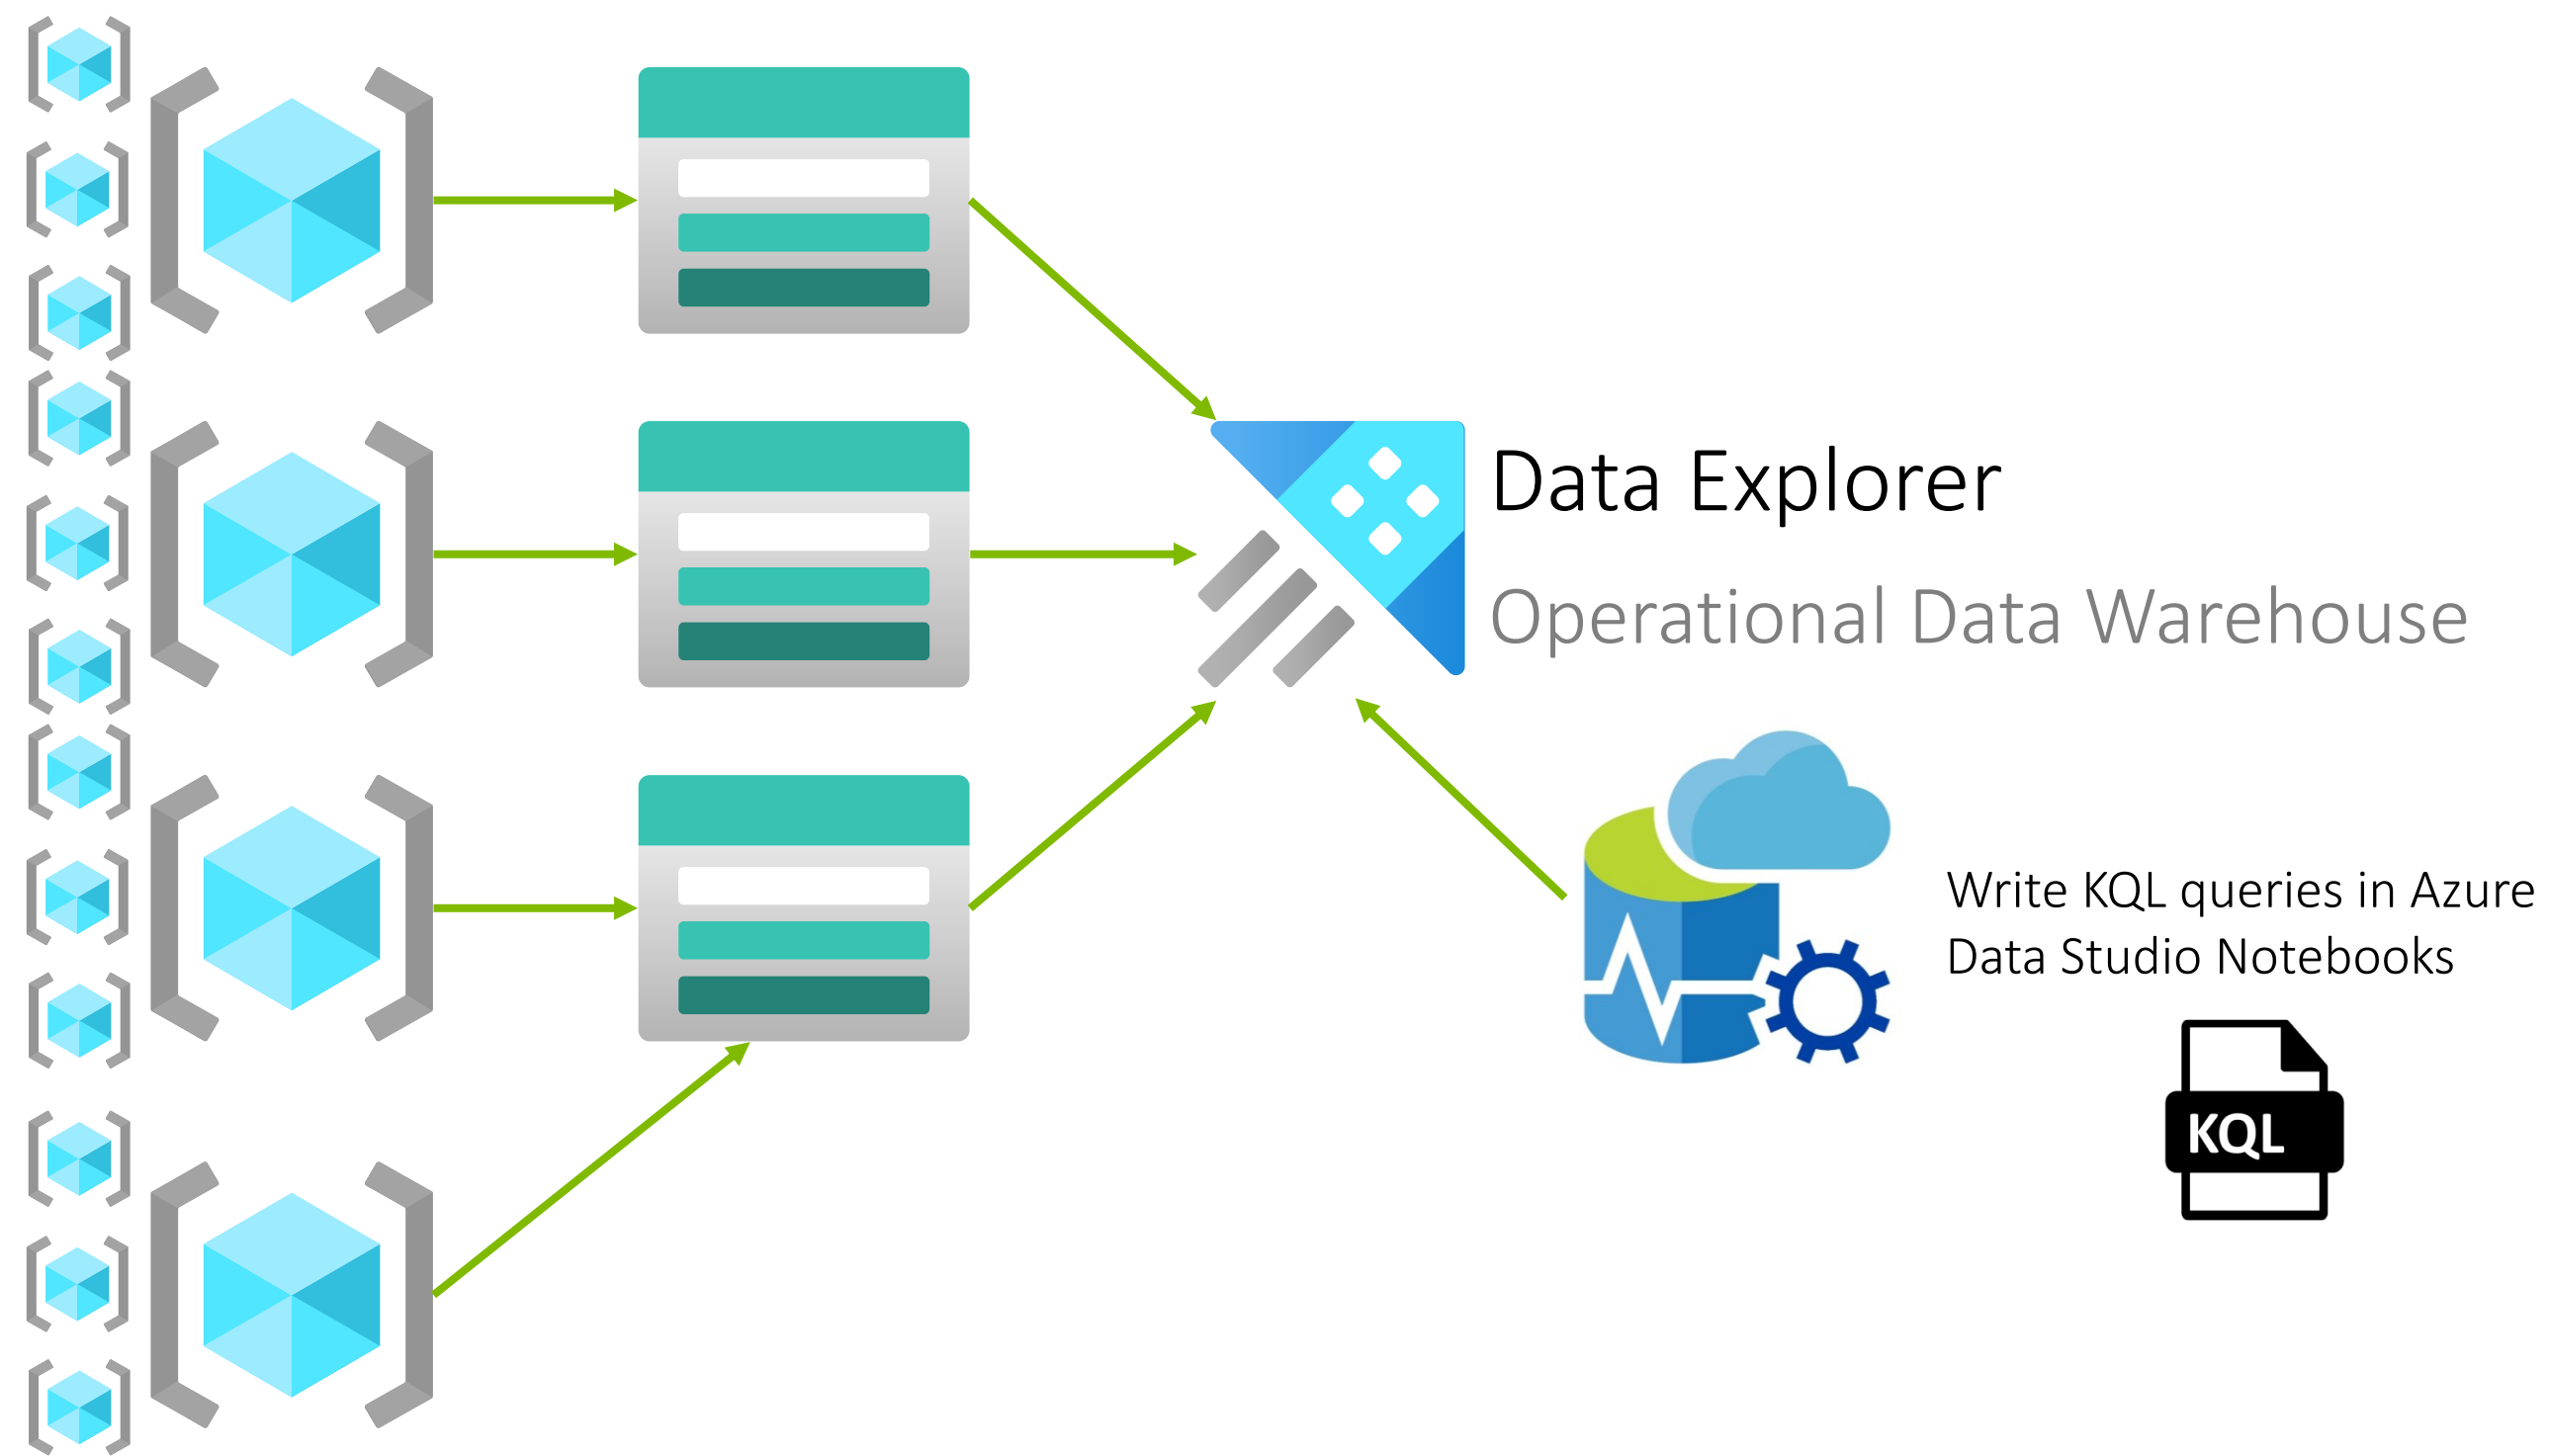 Data Explorer
Operational Data Warehouse
Write KQL queries in Azure
Data Studio Notebooks
KQL